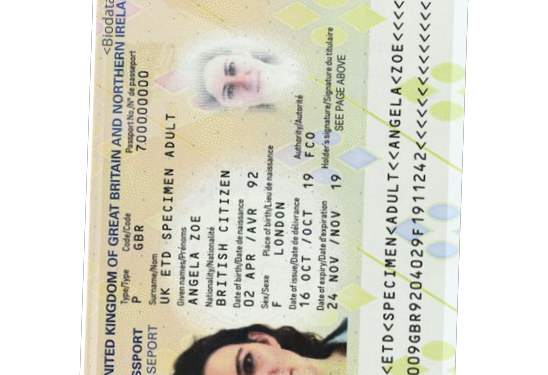 <Biodata
UNITED KINGDOM OF GREAT BRITAIN AND NORTHERN IRELA
PASSPORT
PASSEPORT
Type/Type Code/Code Passport No./Nº de passeport
P GBR 700000000
Surname/Nom
UK ETD SPECIMEN ADULT
Given names/Prénoms
ANGELA ZOE
Nationality/Nationalité
BRITISH CITIZEN
Date of birth/Date de naissance
02 APR /AVR 92
Sex/Sexe Place of birth/Lieu de naissance
F LONDON
Date of issue/Date de délivrance Authority/Autorité
16 OCT /OCT 19 FCO
Date of expiry/Date d'expiration Holder's signature/Signature du titulaire
24 NOV /NOV 19 SEE PAGE ABOVE
<ETD<SPECIMEN<ADULT<<ANGELA<ZOE<<<<
009GBR9204029F1911242<<<<<<<<<